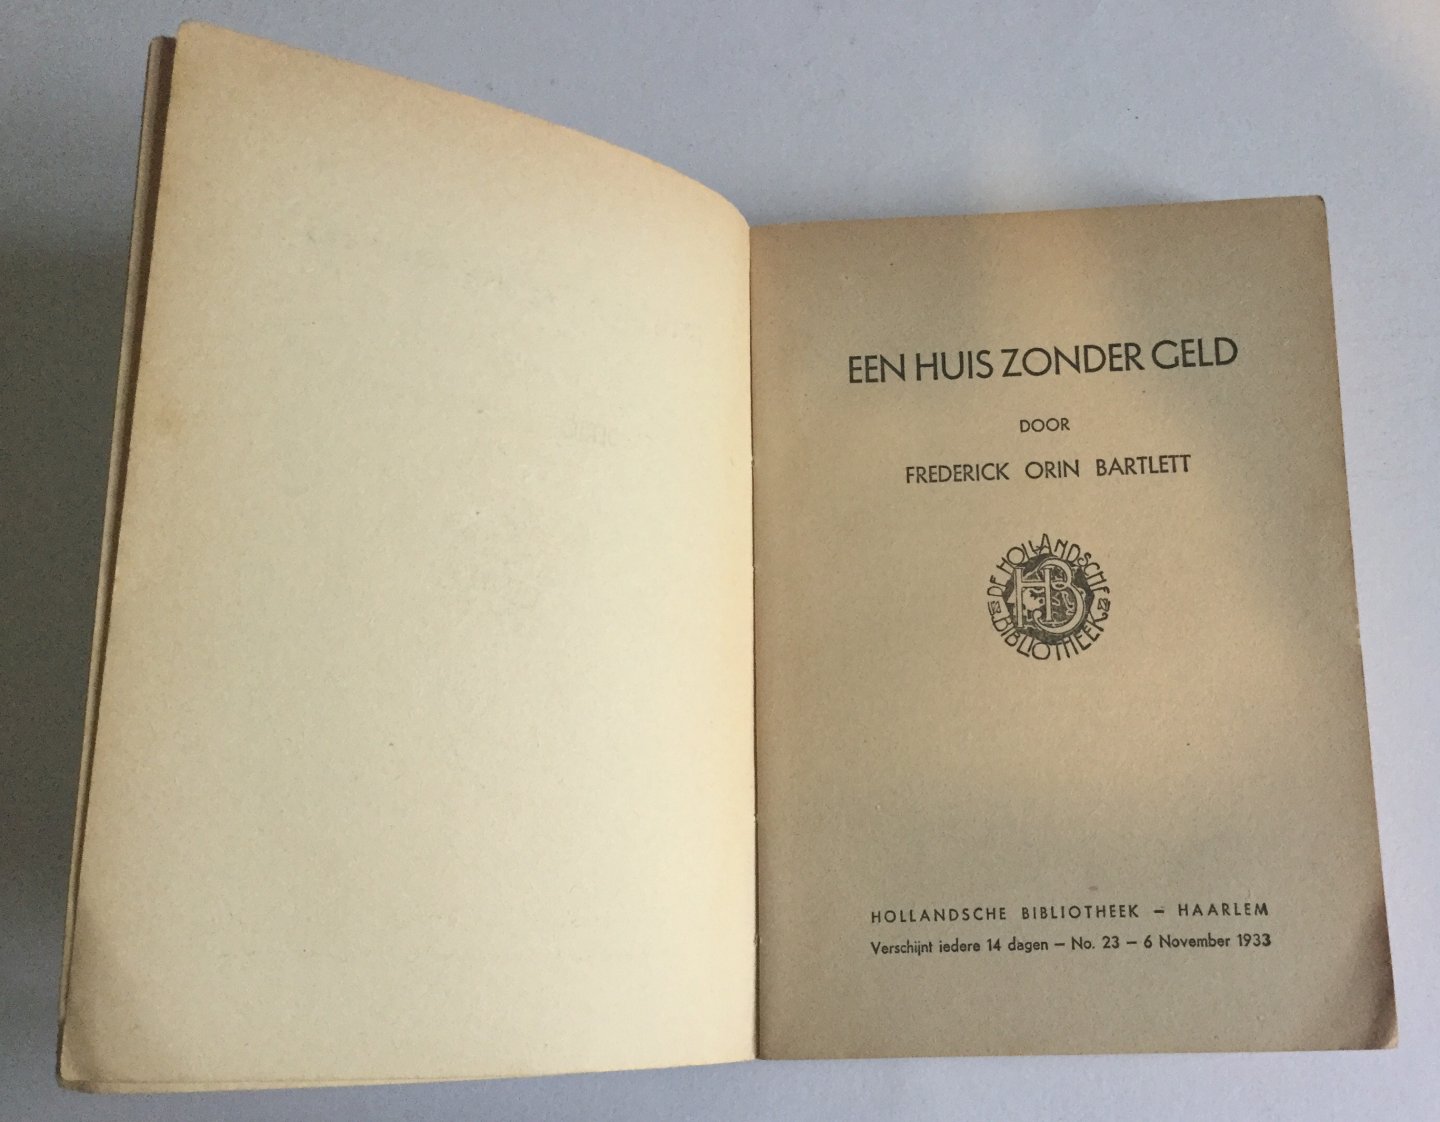 EEN HUIS ZONDER GELD
DOOR
FREDERICK ORIN BARTLETT
DE HOLLANDSCHE
HB
BIBLIOTHEEK
HOLLANDSCHE BIBLIOTHEEK – HAARLEM
Verschijnt iedere 14 dagen – No. 23 – 6 November 1933